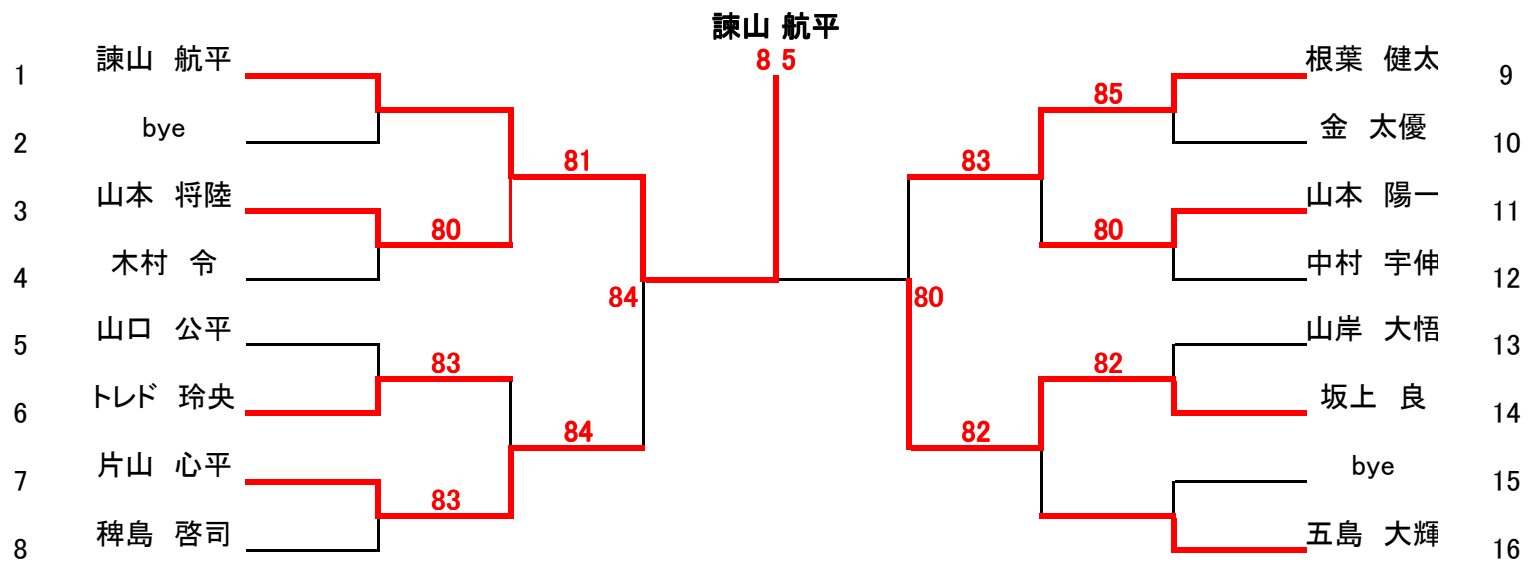 諫山 航平
8 5
1 諫山 航平
2 bye
3 山本 将陸
4 木村 令
5 山口 公平
6 トレド 玲央
7 片山 心平
8 稗島 啓司
80
83
83
81
84
84
根葉 健太 9
金 太優 10
山本 陽一 11
中村 宇伸 12
山岸 大悟 13
坂上 良 14
bye 15
五島 大輝 16
85
80
82
83
82
80